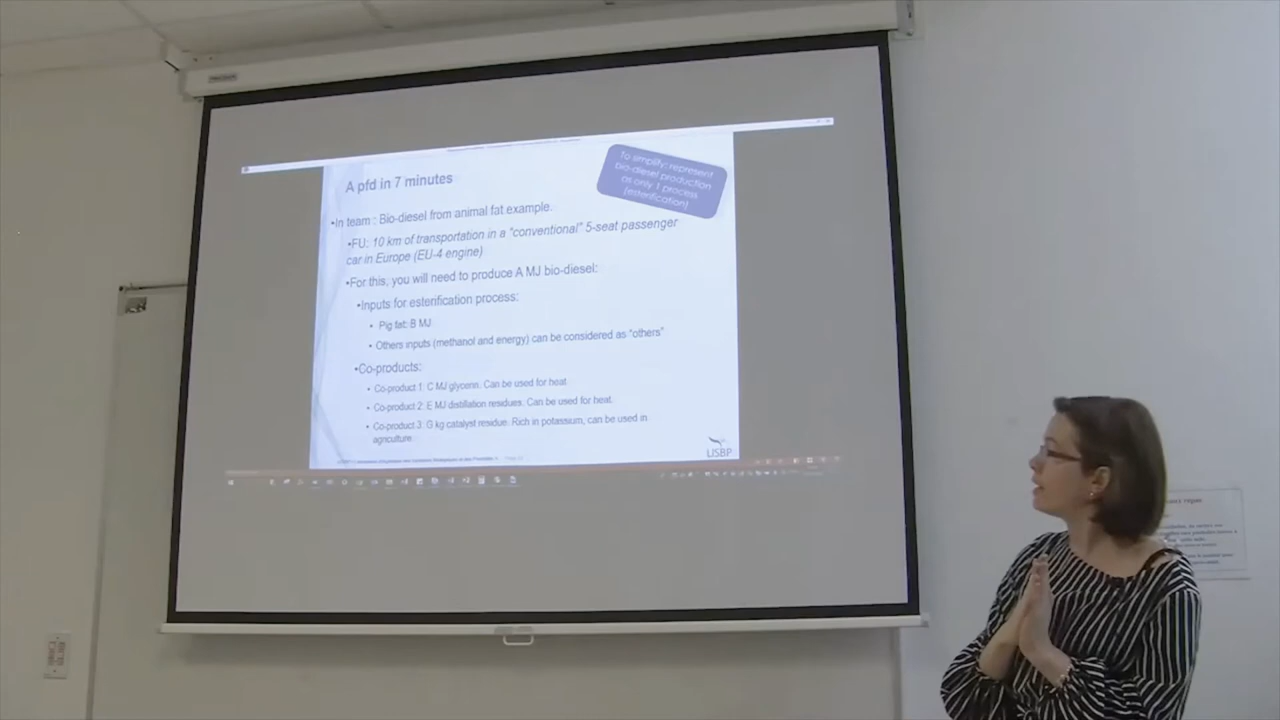 To simplify: represent
bio-diesel production
as only 1 process
(esterification)
A pfd in 7 minutes
•In team : Bio-diesel from animal fat example.
•FU: 10 km of transportation in a “conventional” 5-seat passenger
car in Europe (EU-4 engine)
•For this, you will need to produce A MJ bio-diesel:
•Inputs for esterification process:
• Pig fat: B MJ
• Others inputs (methanol and energy) can be considered as “others”
•Co-products:
• Co-product 1: C MJ glycerin. Can be used for heat.
• Co-product 2: E MJ distillation residues. Can be used for heat.
• Co-product 3: G kg catalyst residue. Rich in potassium, can be used in
agriculture.
LISBP